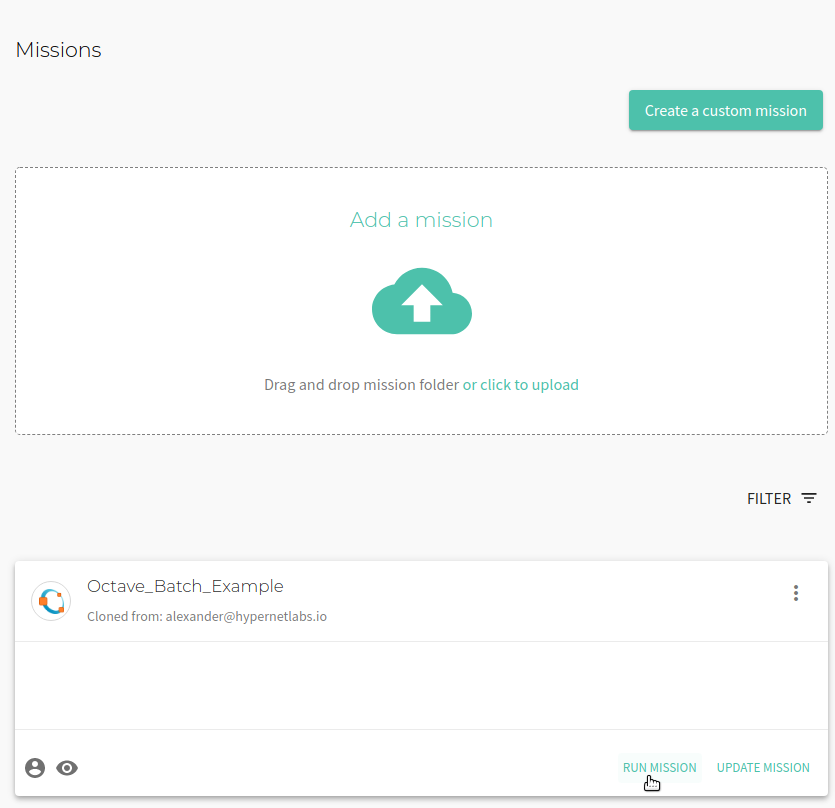 Missions
Create a custom mission
Add a mission
Drag and drop mission folder or click to upload
FILTER
Octave_Batch_Example
Cloned from: alexander@hypernetlabs.io
RUN MISSION UPDATE MISSION